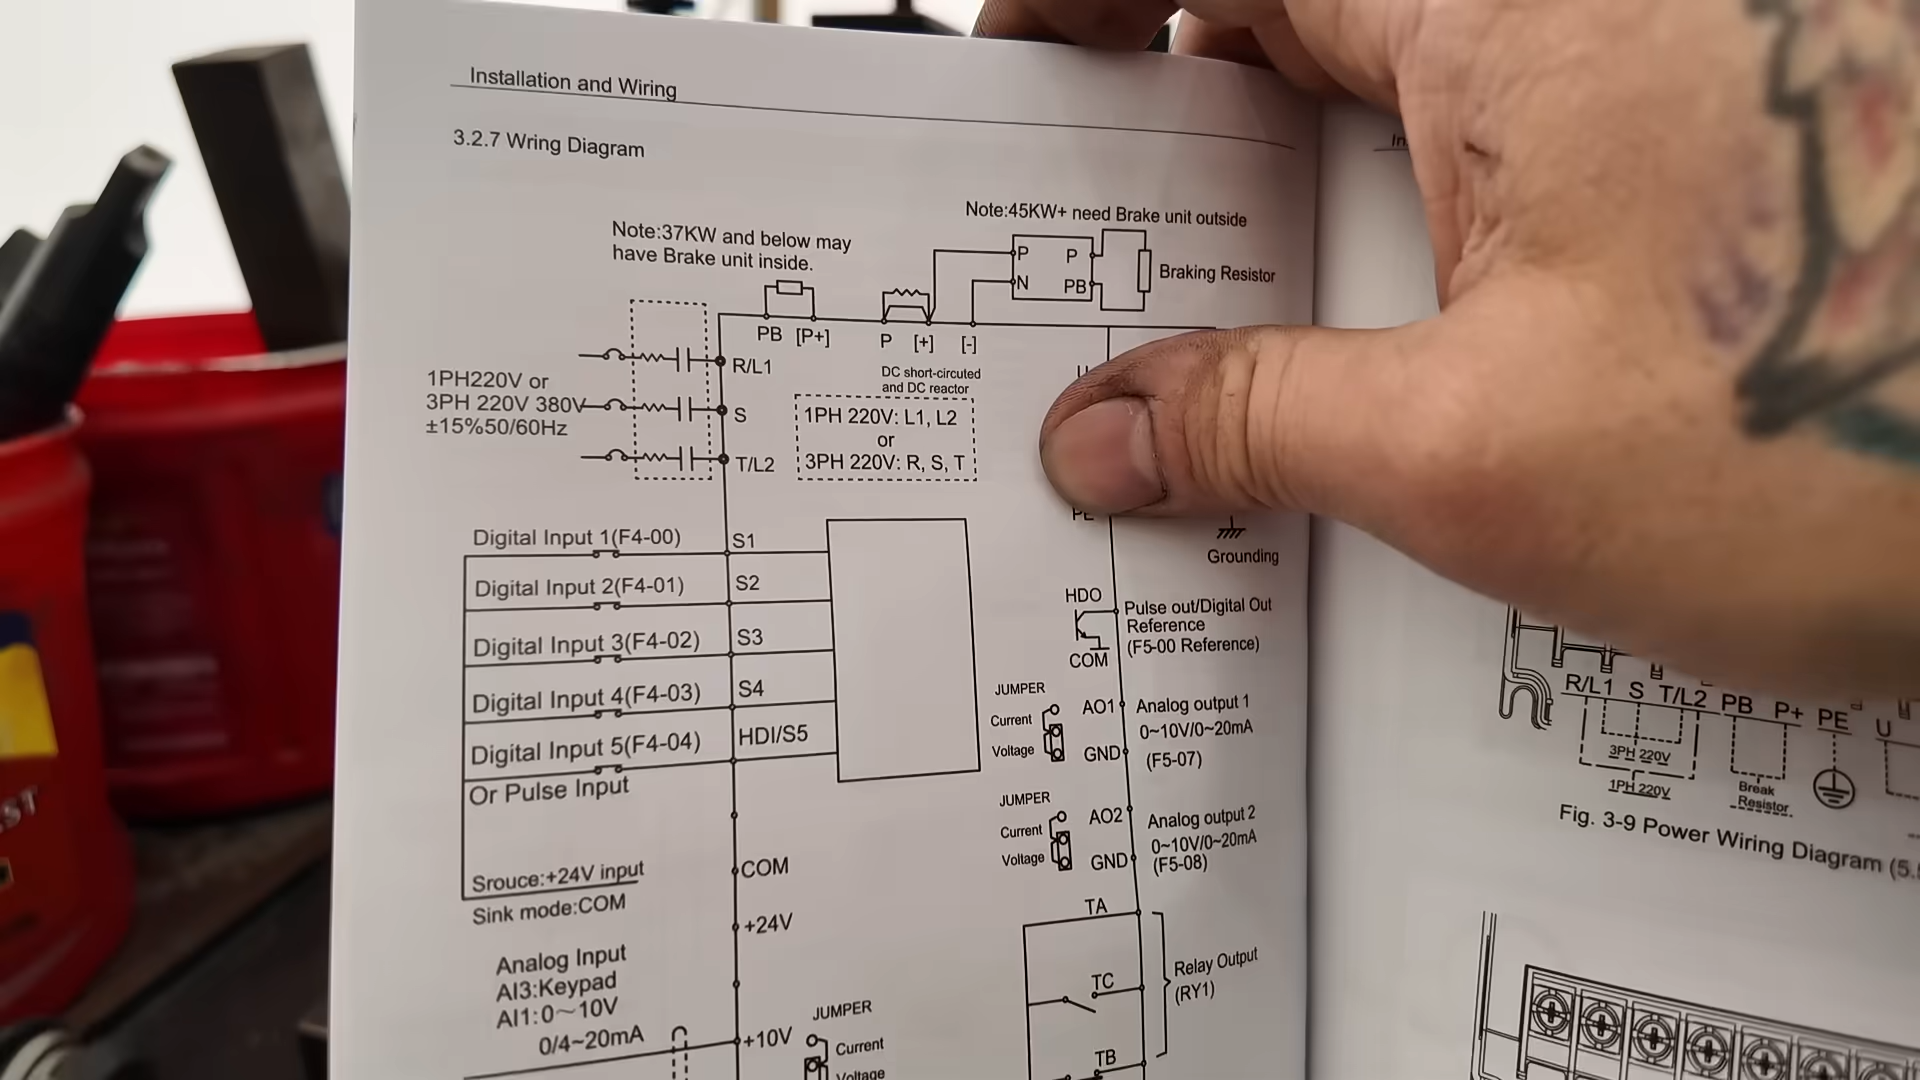 Installation and Wiring
3.2.7 Wring Diagram
Note:45KW+ need Brake unit outside
Note:37KW and below may
have Brake unit inside.
P
P
N
PB
Braking Resistor
PB [P+]
P [+] [-]
R/L1
DC short-circuted
and DC reactor
1PH220V or
3PH 220V 380V
±15%50/60Hz
S
T/L2
1PH 220V: L1, L2
or
3PH 220V: R, S, T
PE
Grounding
Digital Input 1(F4-00)
S1
Digital Input 2(F4-01)
S2
Digital Input 3(F4-02)
S3
Digital Input 4(F4-03)
S4
Digital Input 5(F4-04)
HDI/S5
Or Pulse Input
Srouce:+24V input
Sink mode:COM
COM
+24V
Analog Input
AI3:Keypad
AI1:0~10V
0/4~20mA
+10V
JUMPER
Current
Voltage
HDO
COM
Pulse out/Digital Out
Reference
(F5-00 Reference)
JUMPER
Current
Voltage
AO1
GND
Analog output 1
0~10V/0~20mA
(F5-07)
JUMPER
Current
Voltage
AO2
GND
Analog output 2
0~10V/0~20mA
(F5-08)
TA
TC
TB
Relay Output
(RY1)
R/L1 S T/L2 PB P+ PE U
3PH 220V
1PH 220V
Break
Resistor
Fig. 3-9 Power Wiring Diagram (5.
ST